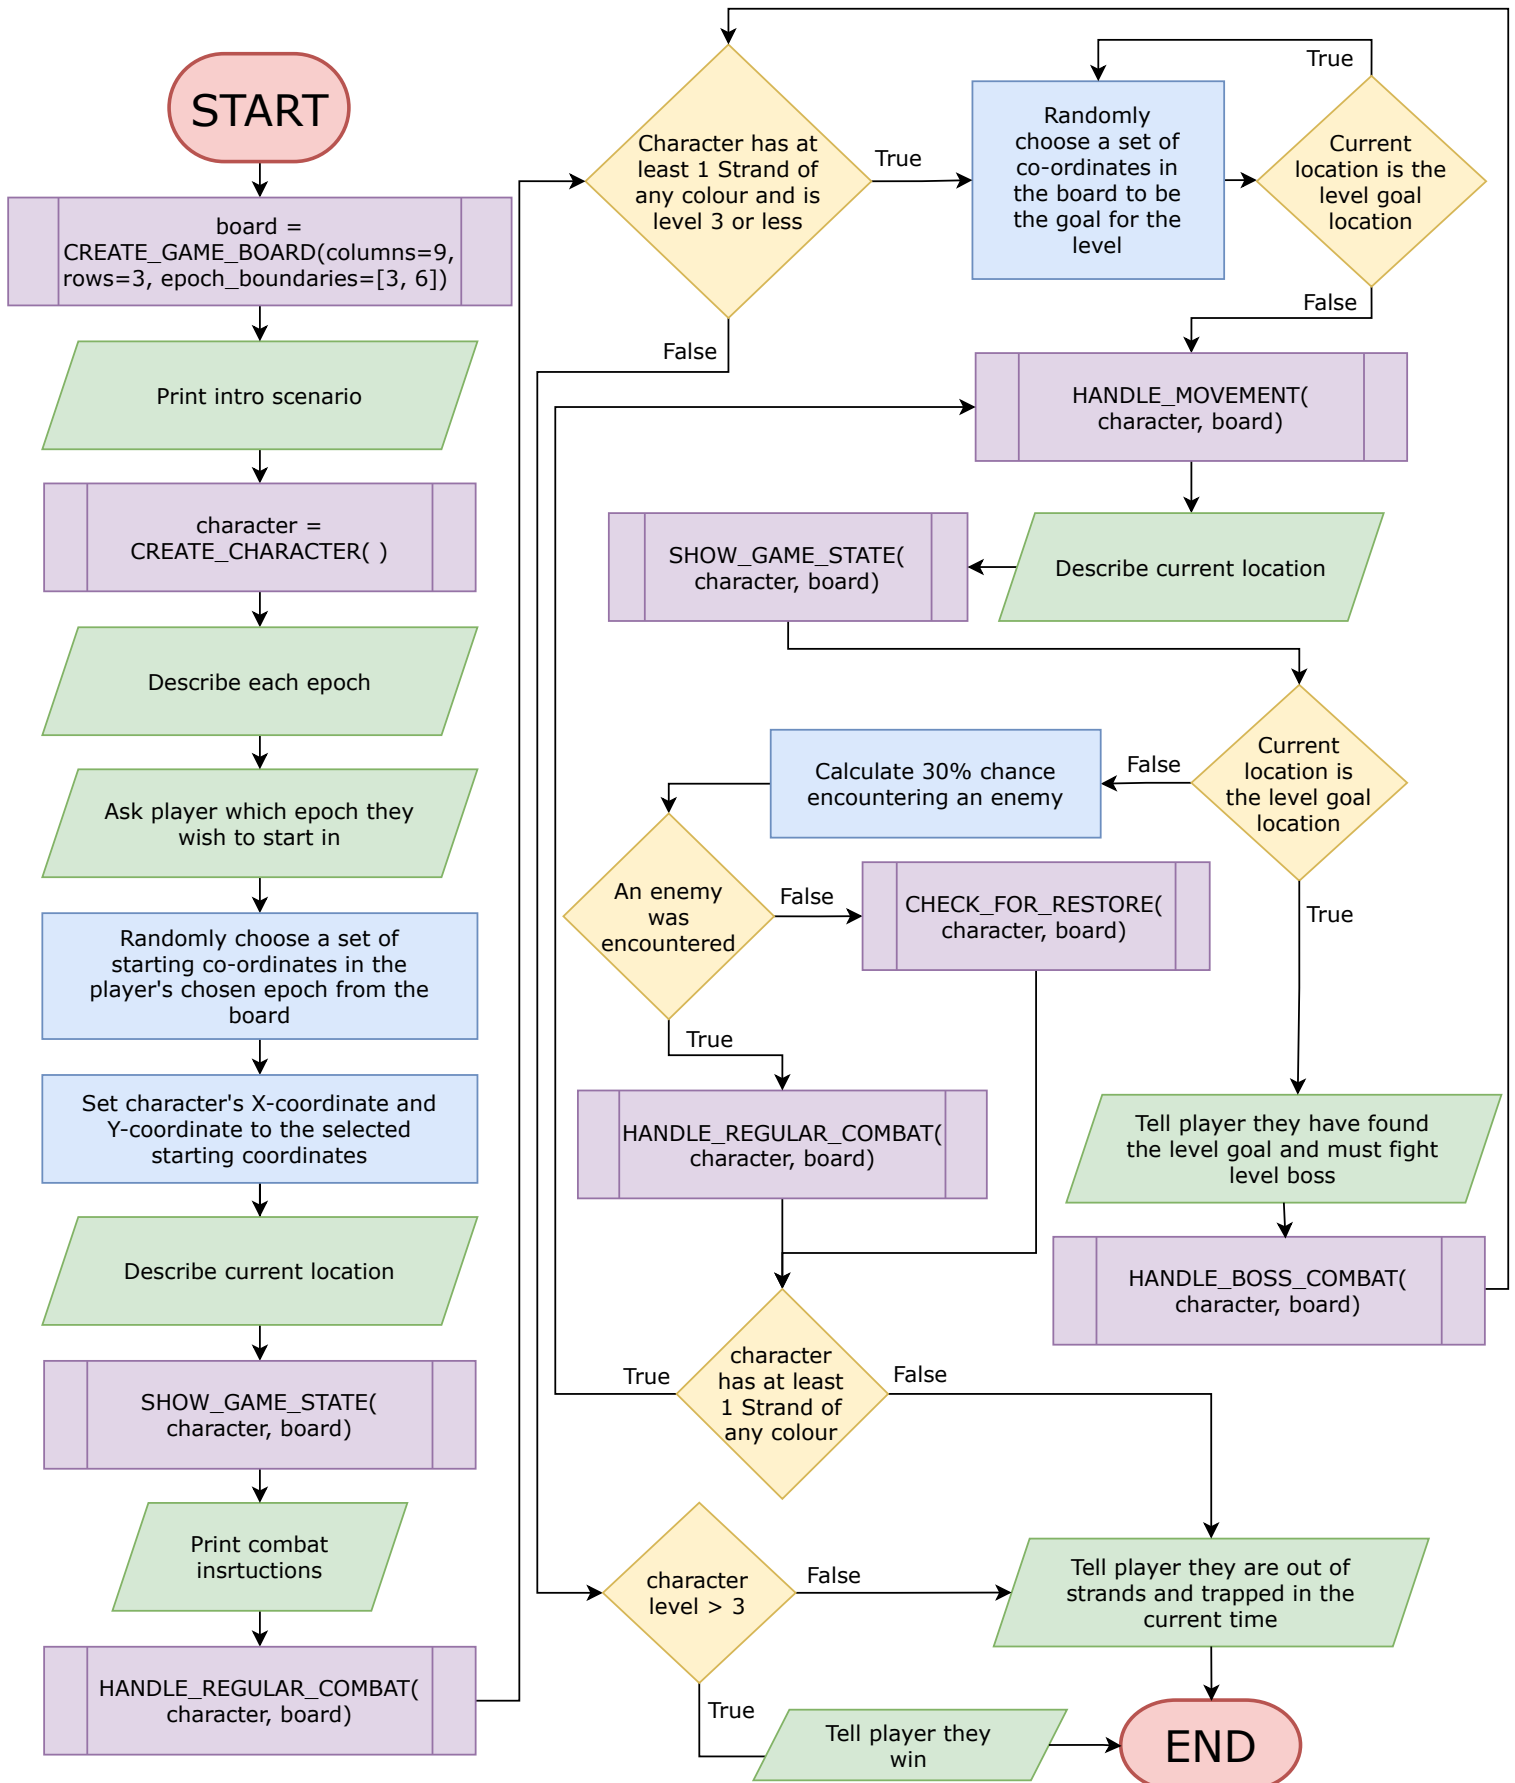 START
board =
CREATE_GAME_BOARD(columns=9,
rows=3, epoch_boundaries=[3, 6])
Print intro scenario
character =
CREATE_CHARACTER( )
Describe each epoch
Ask player which epoch they
wish to start in
Randomly choose a set of
starting co-ordinates in the
player's chosen epoch from the
board
Set character's X-coordinate and
Y-coordinate to the selected
starting coordinates
Describe current location
SHOW_GAME_STATE(
character, board)
Print combat
insrtuctions
HANDLE_REGULAR_COMBAT(
character, board)
Character has at
least 1 Strand of
any colour and is
level 3 or less
True
False
Randomly
choose a set of
co-ordinates in
the board to be
the goal for the
level
True
Current
location is the
level goal
location
False
HANDLE_MOVEMENT(
character, board)
Describe current location
SHOW_GAME_STATE(
character, board)
Current
location is
the level goal
location
False
True
Calculate 30% chance
encountering an enemy
An enemy
was
encountered
False
True
CHECK_FOR_RESTORE(
character, board)
HANDLE_REGULAR_COMBAT(
character, board)
Tell player they have found
the level goal and must fight
level boss
HANDLE_BOSS_COMBAT(
character, board)
character
has at least
1 Strand of
any colour
True
False
character
level > 3
False
True
Tell player they are out of
strands and trapped in the
current time
Tell player they
win
END